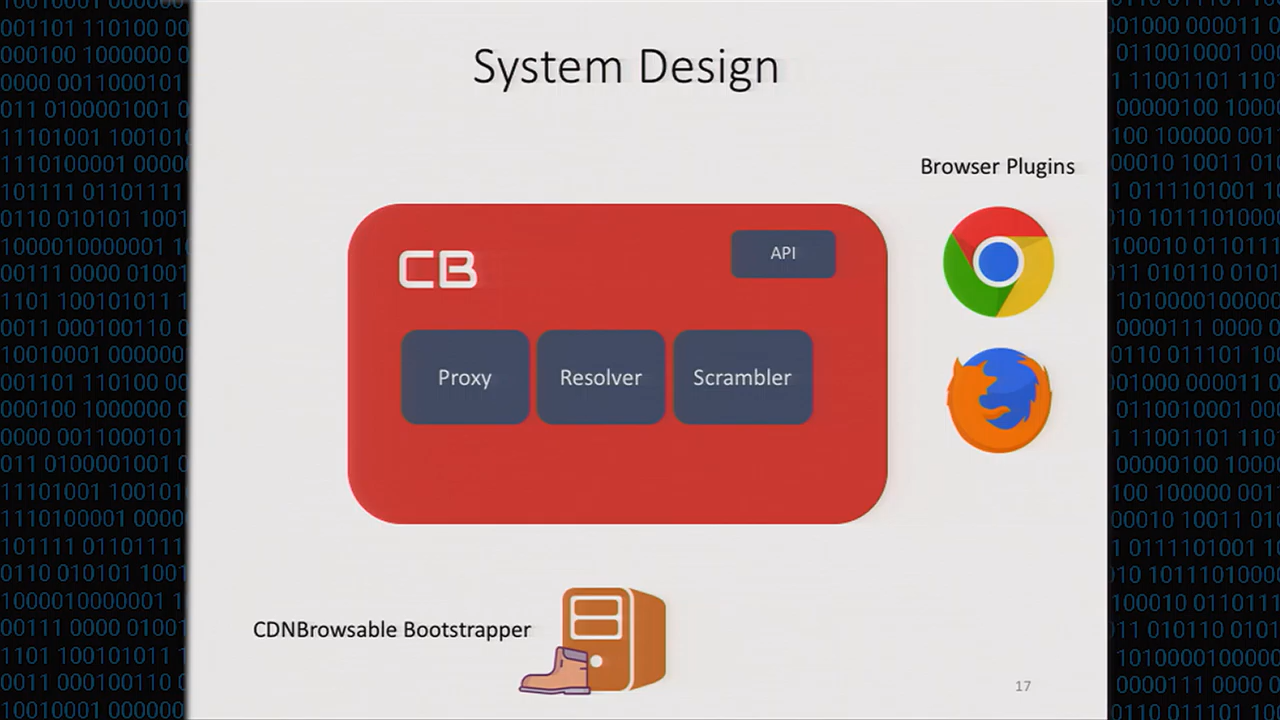 System Design
Browser Plugins
CB
API
Proxy
Resolver
Scrambler
CDNBrowsable Bootstrapper
17